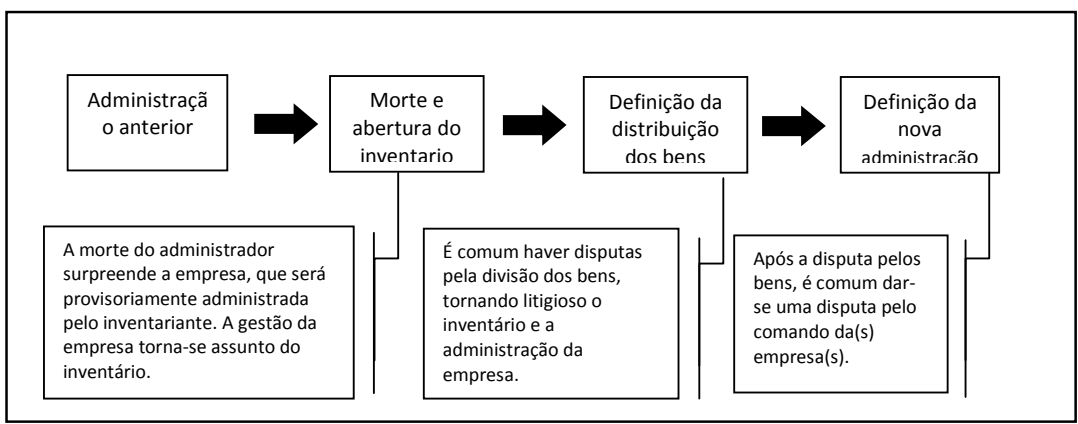 Administraçã
o anterior
Morte e
abertura do
inventario
Definição da
distribuição
dos bens
Definição da
nova
administração
A morte do administrador
surpreende a empresa, que será
provisoriamente administrada
pelo inventariante. A gestão da
empresa torna-se assunto do
inventário.
É comum haver disputas
pela divisão dos bens,
tornando litigioso o
inventário e a
administração da
empresa.
Após a disputa pelos
bens, é comum dar-
se uma disputa pelo
comando da(s)
empresa(s).